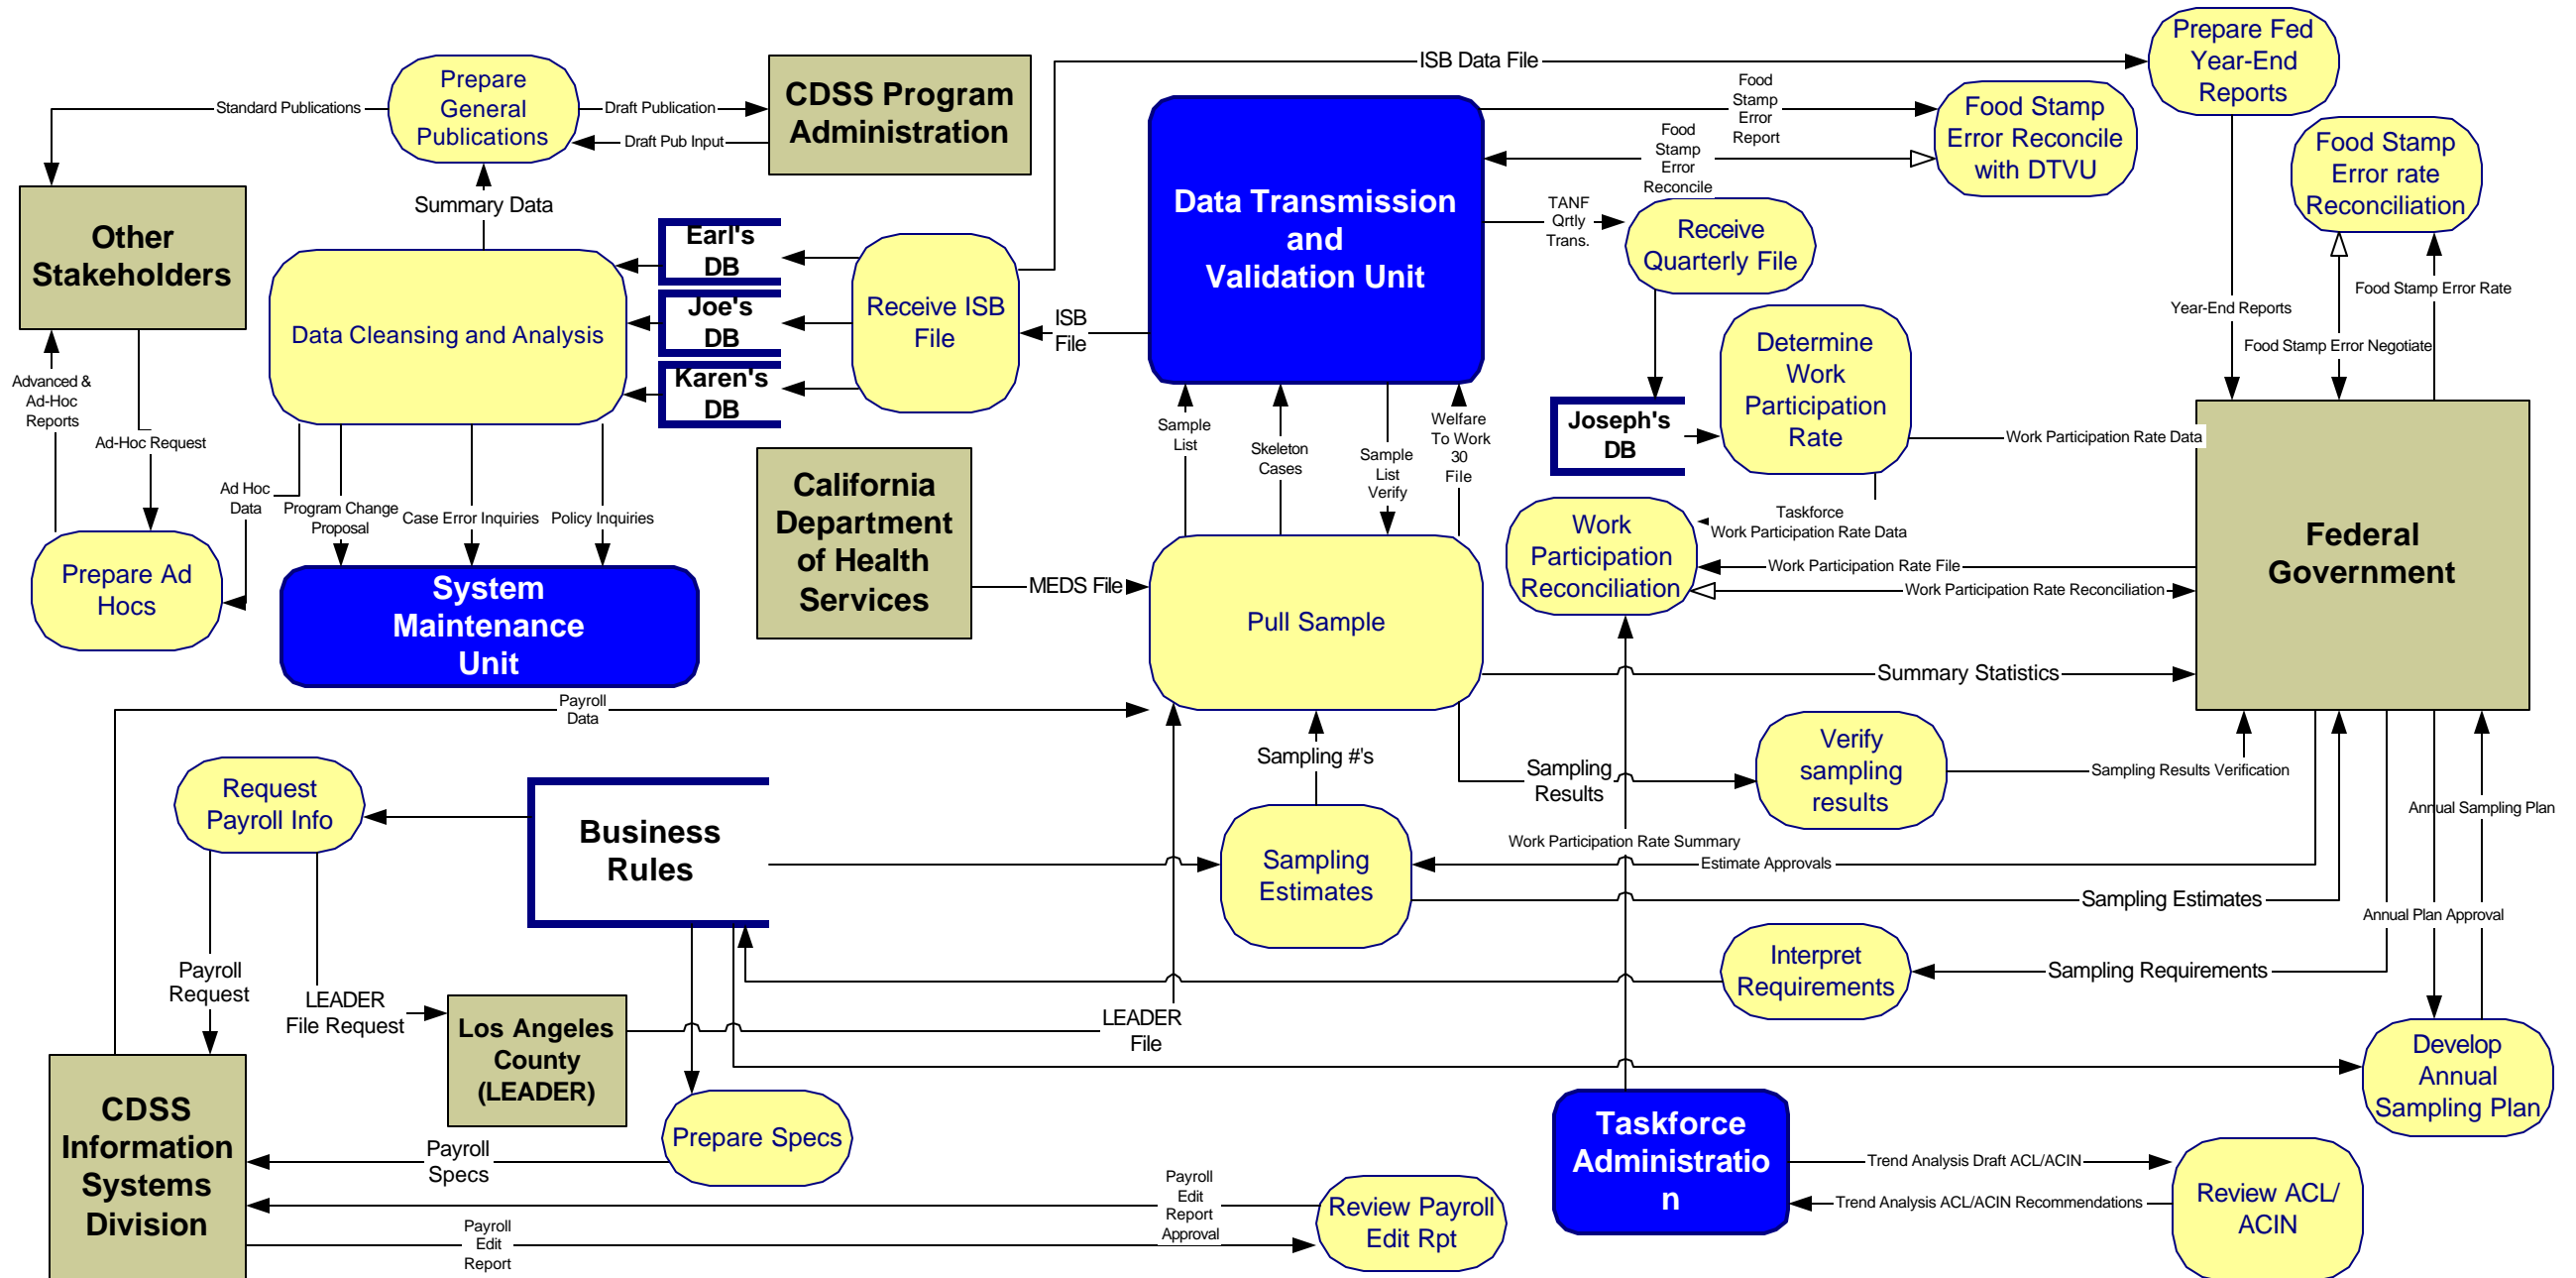 Prepare
General
Publications
Standard Publications
Draft Publication
Draft Pub Input
CDSS Program
Administration
Summary Data
Other
Stakeholders
Advanced &
Ad-Hoc
Reports
Ad-Hoc Request
Prepare Ad
Hocs
Ad Hoc
Data
Data Cleansing and Analysis
Program Change
Proposal
Case Error Inquiries
Policy Inquiries
System
Maintenance
Unit
Earl's
DB
Joe's
DB
Karen's
DB
Receive ISB
File
ISB
File
ISB Data File
Data Transmission
and
Validation Unit
Food
Stamp
Error
Report
Food
Stamp
Error
Reconcile
TANF
Qrtly
Trans.
Prepare Fed
Year-End
Reports
Food Stamp
Error Reconcile
with DTVU
Food Stamp
Error rate
Reconciliation
Receive
Quarterly File
Year-End Reports
Food Stamp Error Rate
Food Stamp Error Negotiate
Determine
Work
Participation
Rate
Joseph's
DB
Work Participation Rate Data
Taskforce
Work Participation Rate Data
Work
Participation
Reconciliation
Work Participation Rate File
Work Participation Rate Reconciliation
Federal
Government
California
Department
of Health
Services
MEDS File
Sample
List
Skeleton
Cases
Sample
List
Verify
Welfare
To Work
30
File
Pull Sample
Summary Statistics
Payroll
Data
Sampling #'s
Sampling
Results
Verify
sampling
results
Sampling Results Verification
Annual Sampling Plan
Request
Payroll Info
Business
Rules
Sampling
Estimates
Work Participation Rate Summary
Estimate Approvals
Sampling Estimates
Annual Plan Approval
Payroll
Request
LEADER
File Request
Los Angeles
County
(LEADER)
LEADER
File
Interpret
Requirements
Sampling Requirements
Develop
Annual
Sampling Plan
CDSS
Information
Systems
Division
Payroll
Specs
Prepare Specs
Payroll
Edit
Report
Approval
Payroll
Edit
Report
Review Payroll
Edit Rpt
Taskforce
Administratio
n
Trend Analysis Draft ACL/ACIN
Trend Analysis ACL/ACIN Recommendations
Review ACL/
ACIN